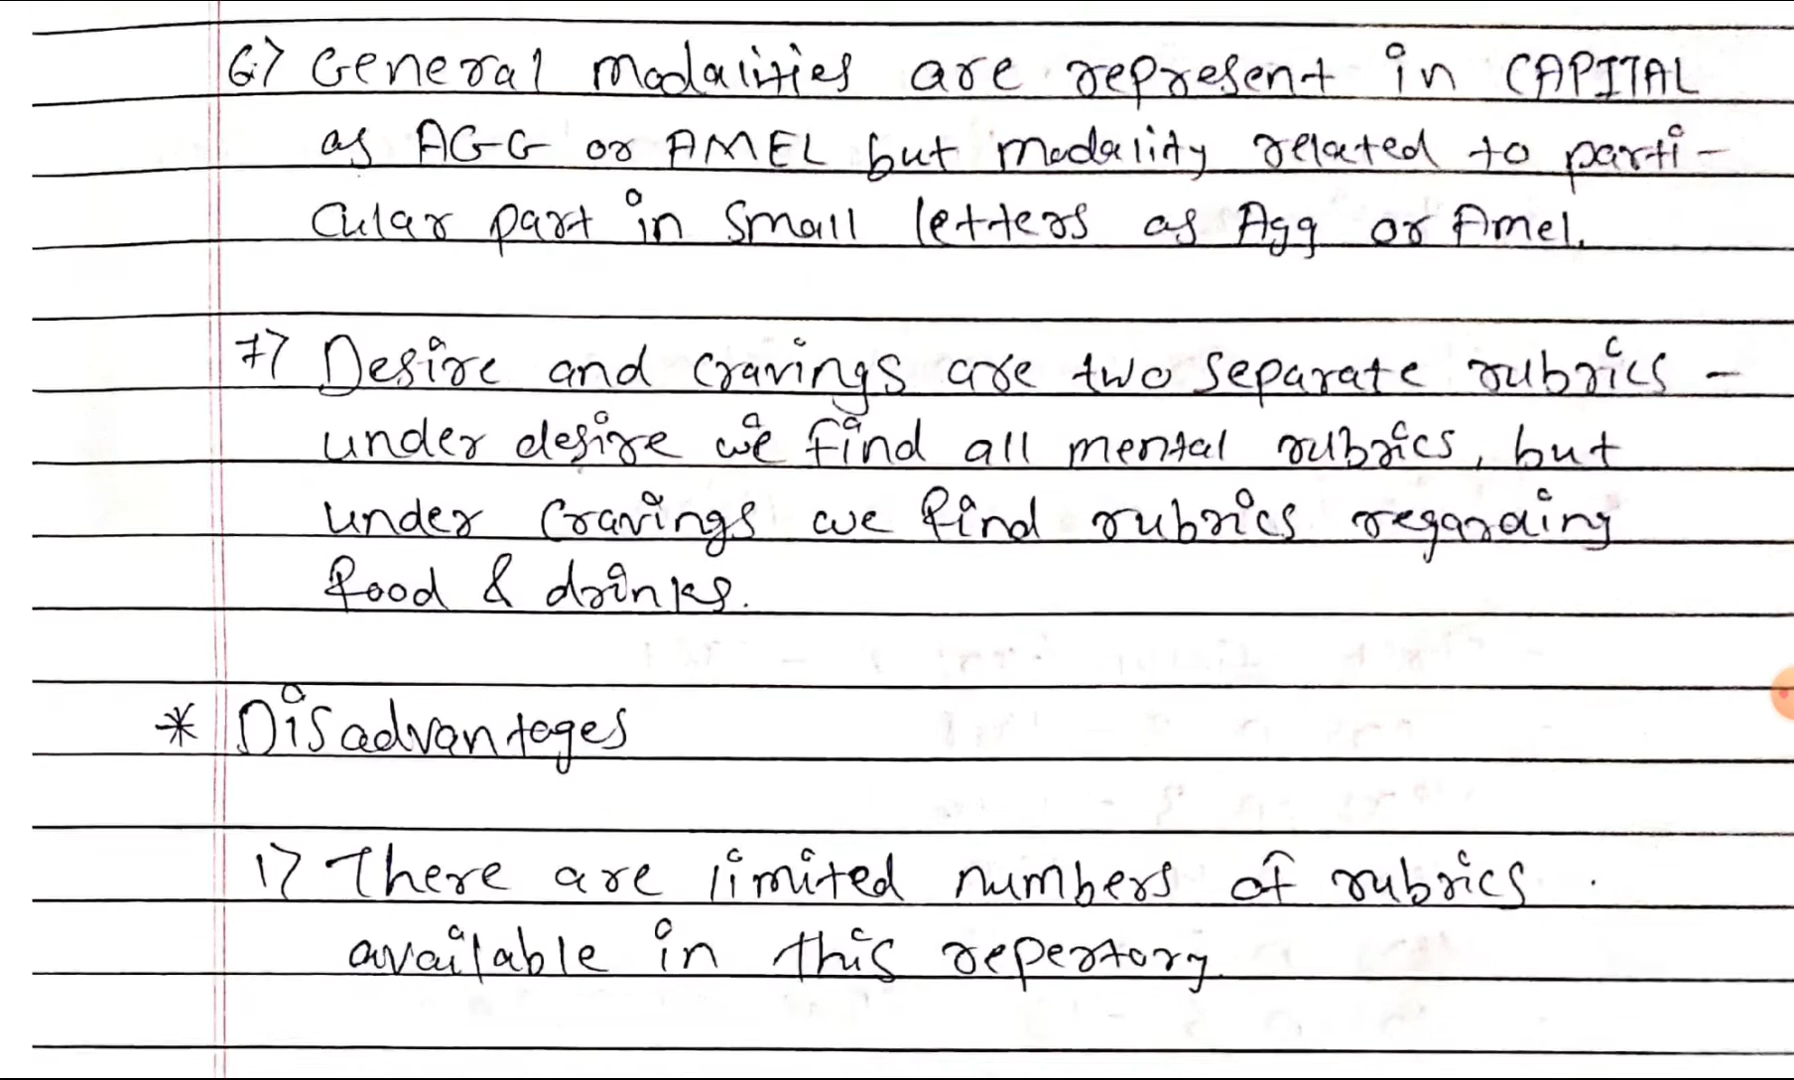 6) General modalities are represent in CAPITAL
as AGG or AMEL but modality related to parti-
cular part in small letters as Agg or Amel.
7) Desire and cravings are two separate rubrics -
under desire we find all mental rubrics, but
under cravings we find rubrics regarding
food & drinks.
* Disadvantages
1) There are limited numbers of rubrics
available in this repertory.